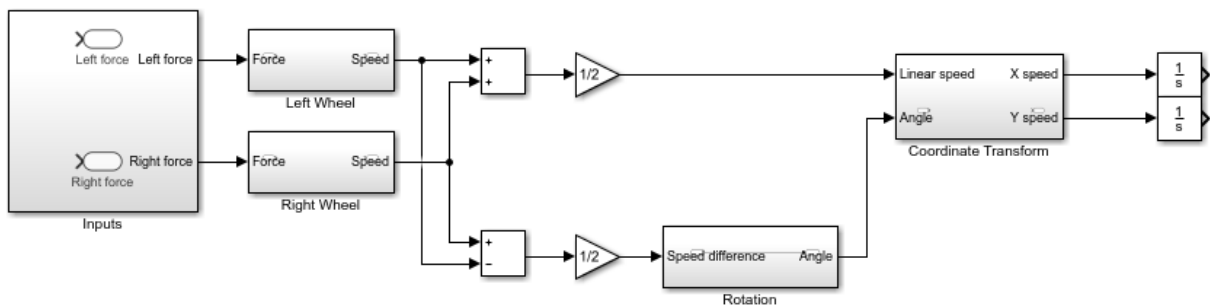 Left force
Left force
Right force
Right force
Inputs
Force
Speed
Left Wheel
Force
Speed
Right Wheel
+
+
1/2
+
−
1/2
Speed difference
Angle
Rotation
Linear speed
X speed
Angle
Y speed
Coordinate Transform
1
s
1
s